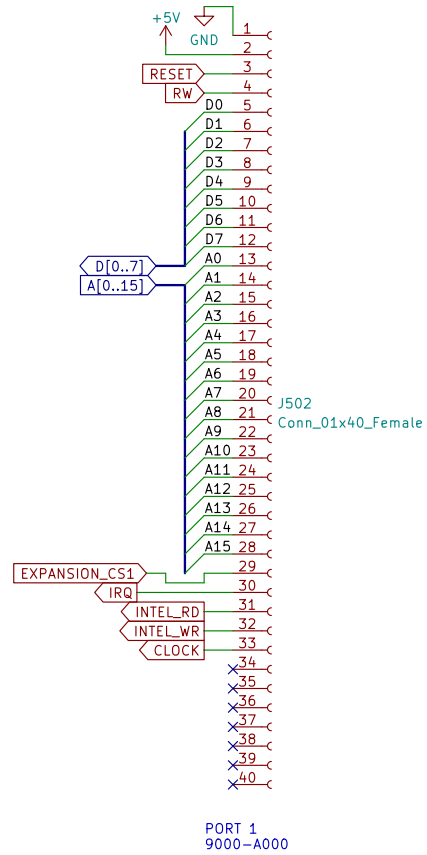 +5V
GND
1
2
RESET 3
RW 4
D0 5
D1 6
D2 7
D3 8
D4 9
D5 10
D6 11
D7 12
D[0..7] A0 13
A[0..15] A1 14
A2 15
A3 16
A4 17
A5 18
A6 19
A7 20
J502
A8 21
Conn_01x40_Female
A9 22
A10 23
A11 24
A12 25
A13 26
A14 27
A15 28
EXPANSION_CS1 29
IRQ 30
INTEL_RD 31
INTEL_WR 32
CLOCK 33
34
35
36
37
38
39
40
PORT 1
9000-A000